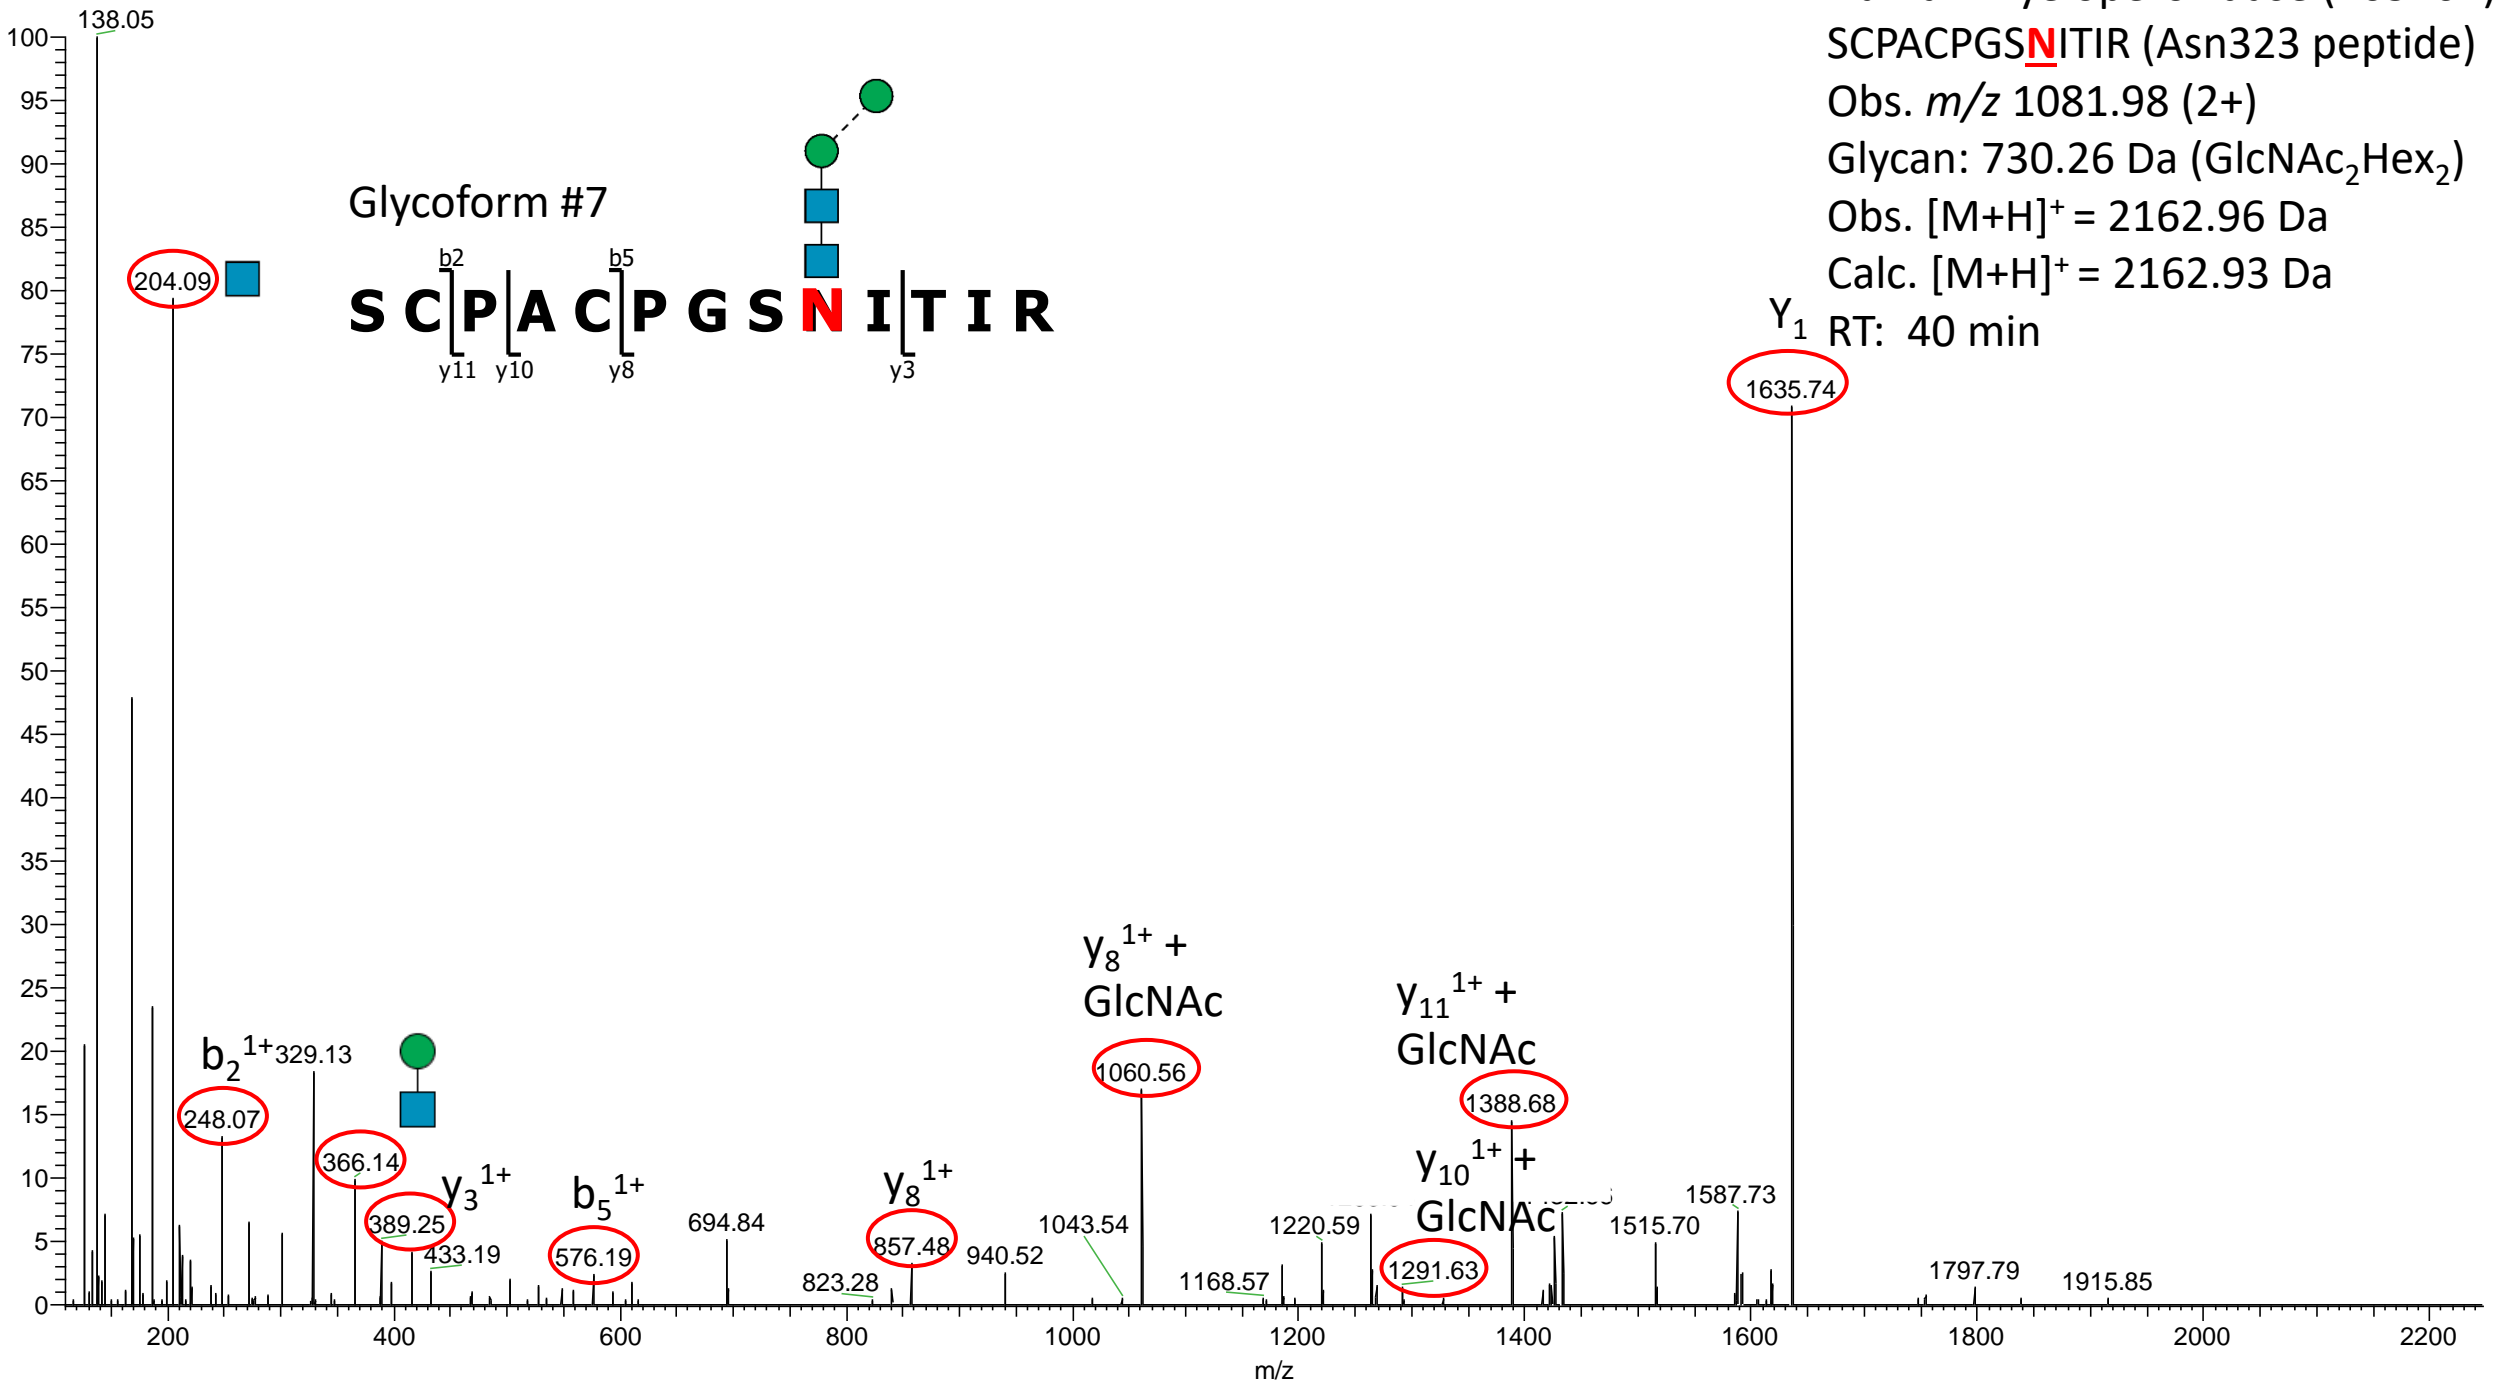 SCPACPGSNITIR (Asn323 peptide)
Obs. m/z 1081.98 (2+)
Glycan: 730.26 Da (GlcNAc2Hex2)
Obs. [M+H]+ = 2162.96 Da
Calc. [M+H]+ = 2162.93 Da
RT: 40 min
Glycoform #7
b2 b5
S C P A C P G S N I T I R
y11 y10 y8 y3
138.05
204.09
Y1
1635.74
b2 1+
329.13
248.07
366.14
y3 1+
389.25
433.19
b5 1+
576.19
694.84
823.28
y8 1+
857.48
940.52
1043.54
y8 1+ +
GlcNAc
1060.56
1168.57
1220.59
y11 1+ +
GlcNAc
1388.68
y10 1+ +
GlcNAc
1291.63
1515.70
1587.73
1797.79
1915.85
100
95
90
85
80
75
70
65
60
55
50
45
40
35
30
25
20
15
10
5
0
200 400 600 800 1000 1200 1400 1600 1800 2000 2200
m/z